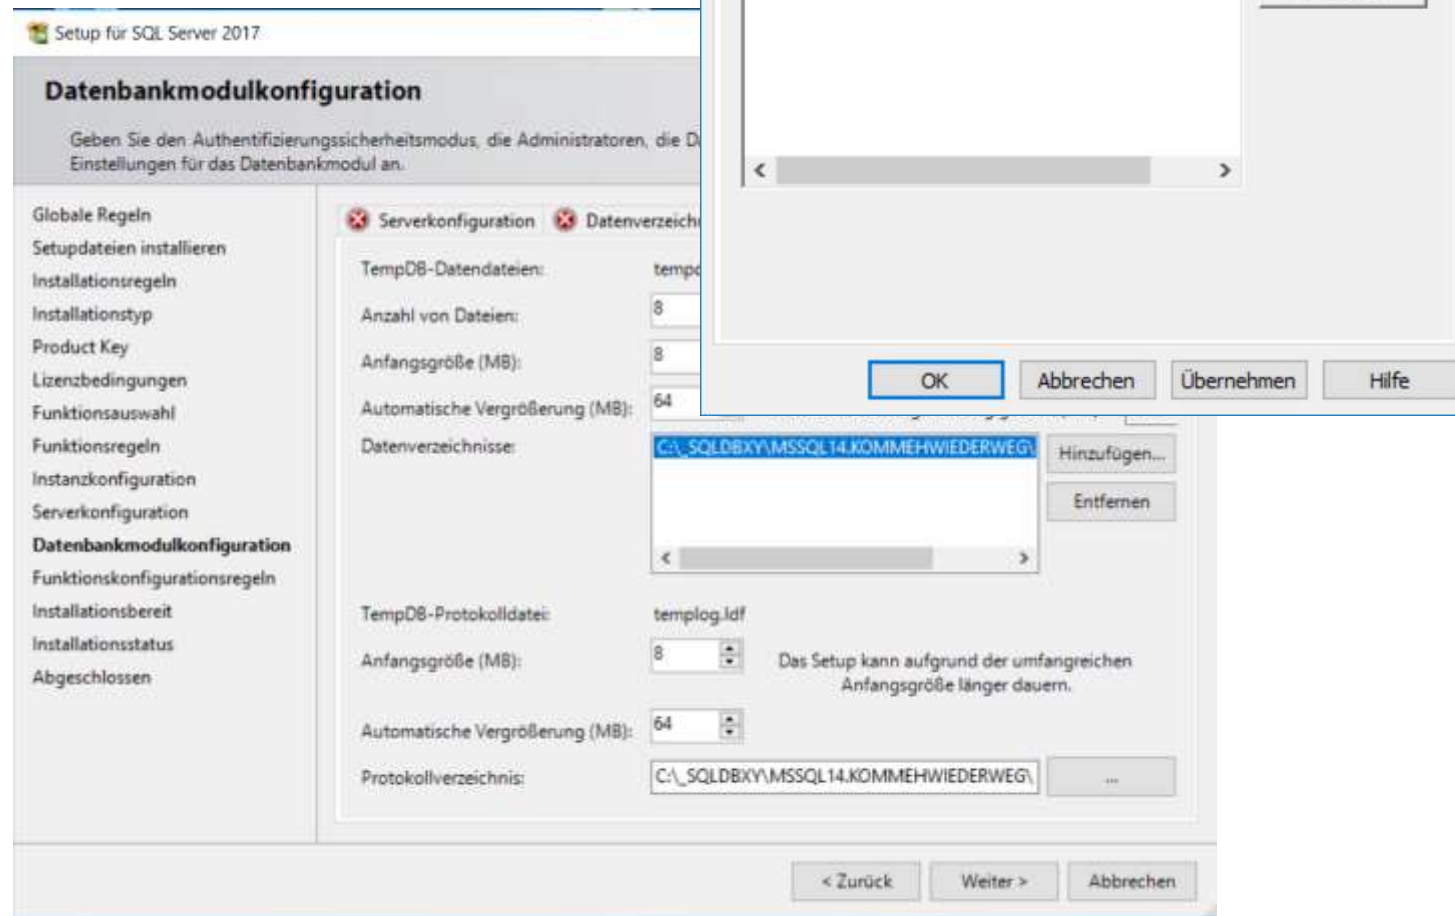 Setup für SQL Server 2017
Datenbankmodulkonfiguration
Geben Sie den Authentifizierungssicherheitsmodus, die Administratoren, die
Einstellungen für das Datenbankmodul an.
Globale Regeln
Setupdateien installieren
Installationsregeln
Installationstyp
Product Key
Lizenzbedingungen
Funktionsauswahl
Funktionsregeln
Instanzkonfiguration
Serverkonfiguration
Datenbankmodulkonfiguration
Funktionskonfigurationsregeln
Installationsbereit
Installationsstatus
Abgeschlossen
Serverkonfiguration
TempDB-Datendateien:
Anzahl von Dateien: 8
Anfangsgröße (MB): 8
Automatische Vergrößerung (MB): 64
Datenverzeichnisse: C:\_SQLDBXY\MSSQL14.KOMMEHWIEDERWEG\
Hinzufügen...
Entfernen
TempDB-Protokolldatei: templog.ldf
Anfangsgröße (MB): 8
Das Setup kann aufgrund der umfangreichen
Anfangsgröße länger dauern.
Automatische Vergrößerung (MB): 64
Protokollverzeichnis: C:\_SQLDBXY\MSSQL14.KOMMEHWIEDERWEG\ ...
< Zurück Weiter > Abbrechen
OK Abbrechen Übernehmen Hilfe